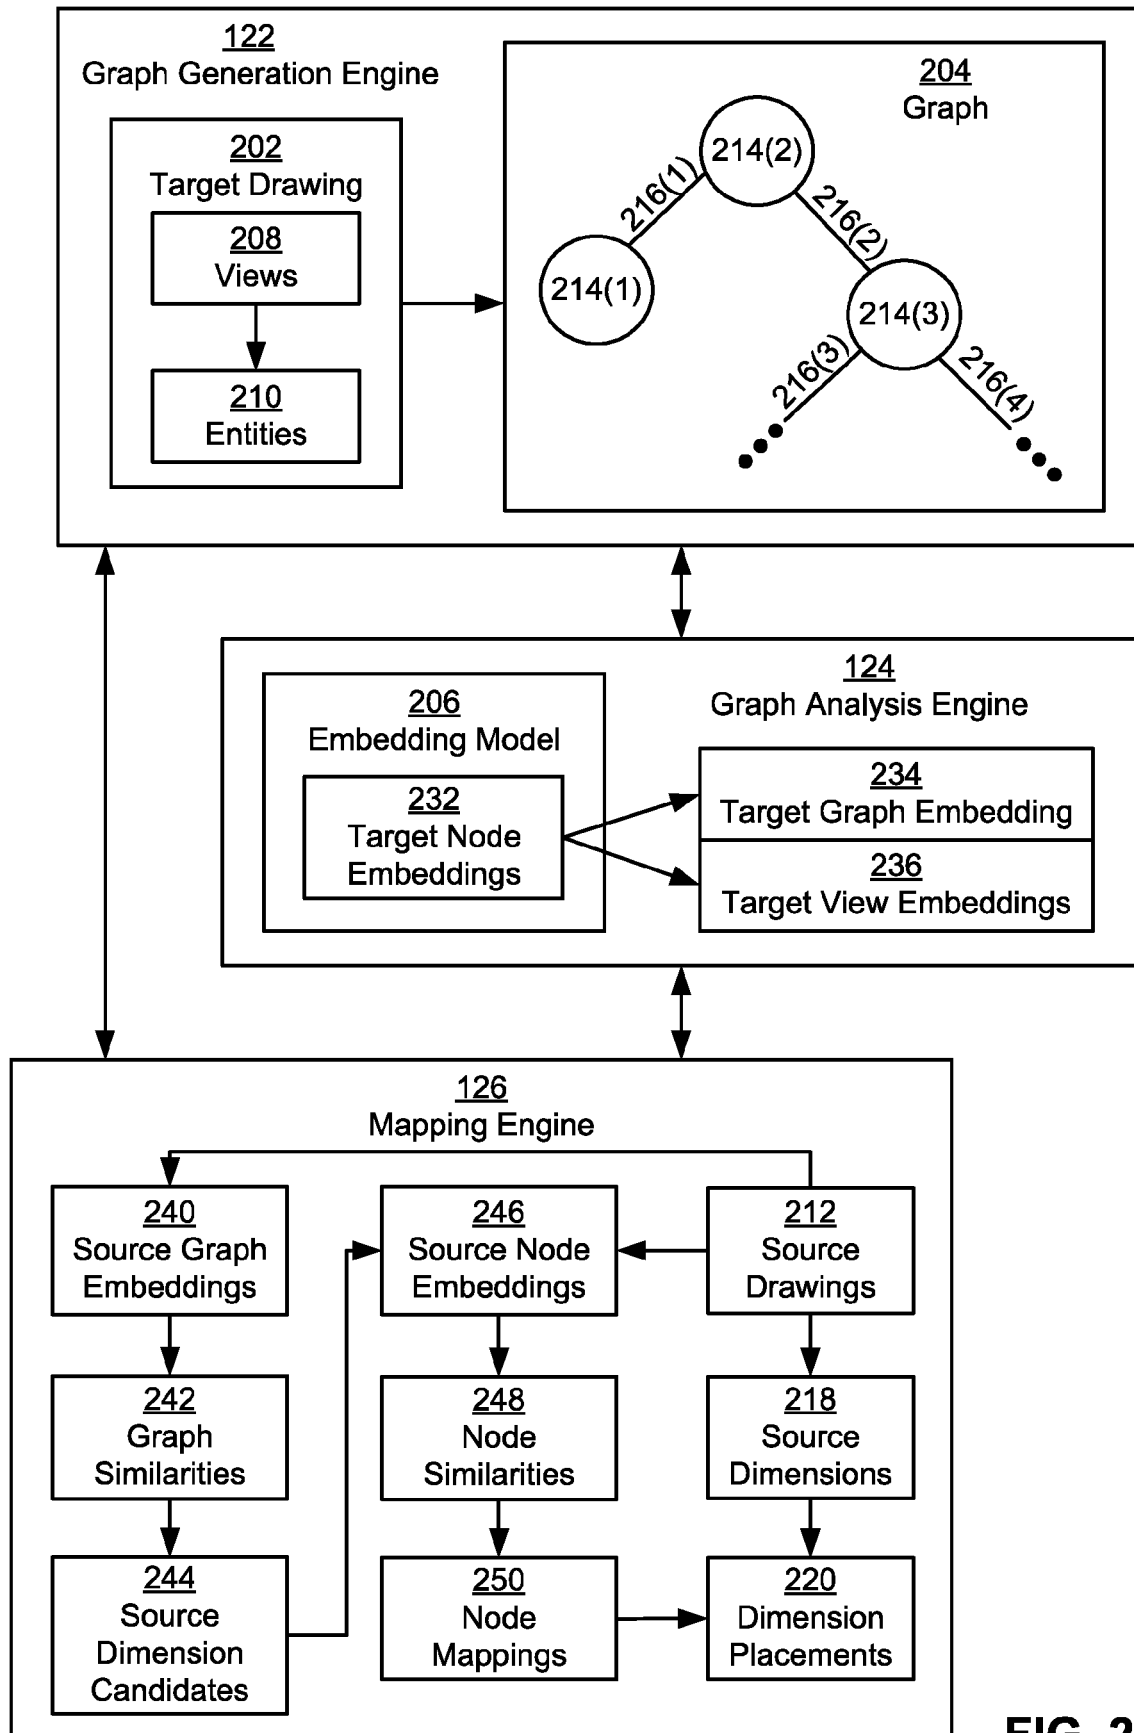 122
Graph Generation Engine
202
Target Drawing
208
Views
210
Entities
204
Graph
214(2)
216(1)
216(2)
214(1)
214(3)
216(3)
216(4)
124
Graph Analysis Engine
206
Embedding Model
232
Target Node
Embeddings
234
Target Graph Embedding
236
Target View Embeddings
126
Mapping Engine
240
Source Graph
Embeddings
246
Source Node
Embeddings
212
Source
Drawings
242
Graph
Similarities
248
Node
Similarities
218
Source
Dimensions
244
Source
Dimension
Candidates
250
Node
Mappings
220
Dimension
Placements
FIG. 2